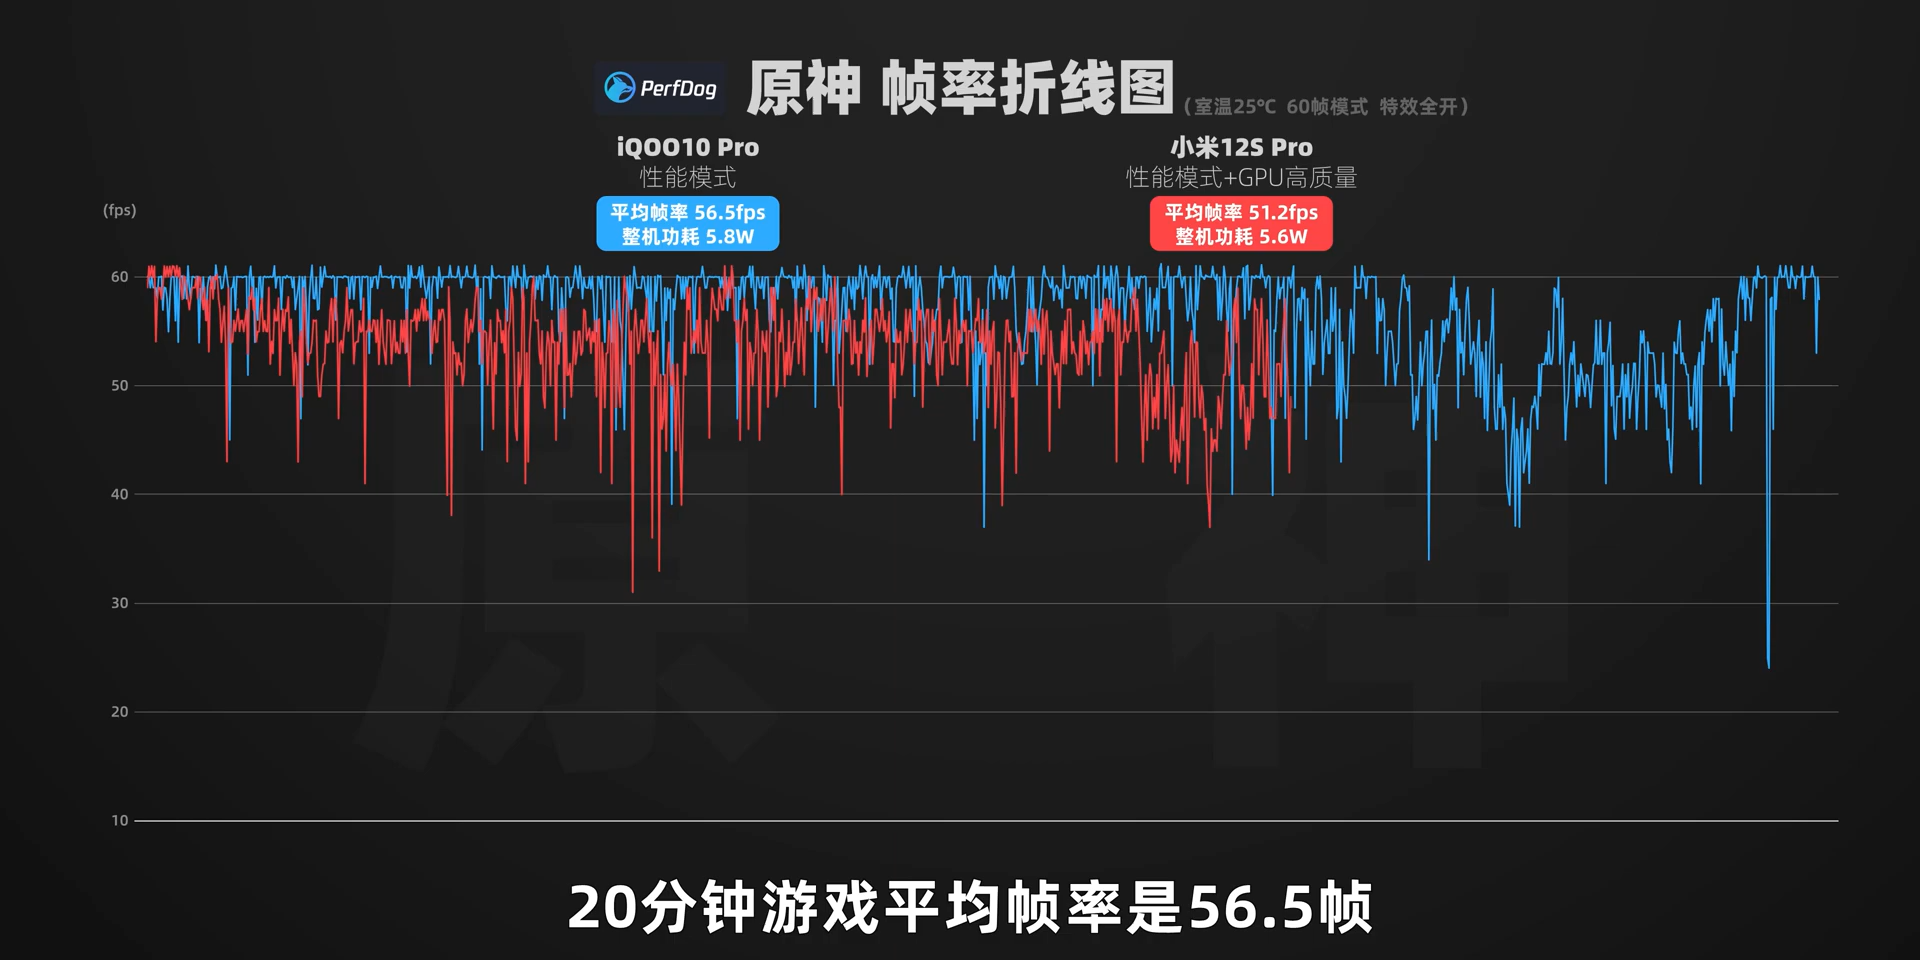 PerfDog 原神 帧率折线图 (室温25℃ 60帧模式 特效全开)
iQOO10 Pro
性能模式
平均帧率 56.5fps
整机功耗 5.8W
小米12S Pro
性能模式+GPU高质量
平均帧率 51.2fps
整机功耗 5.6W
(fps)
60
50
40
30
20
10
原神
20分钟游戏平均帧率是56.5帧